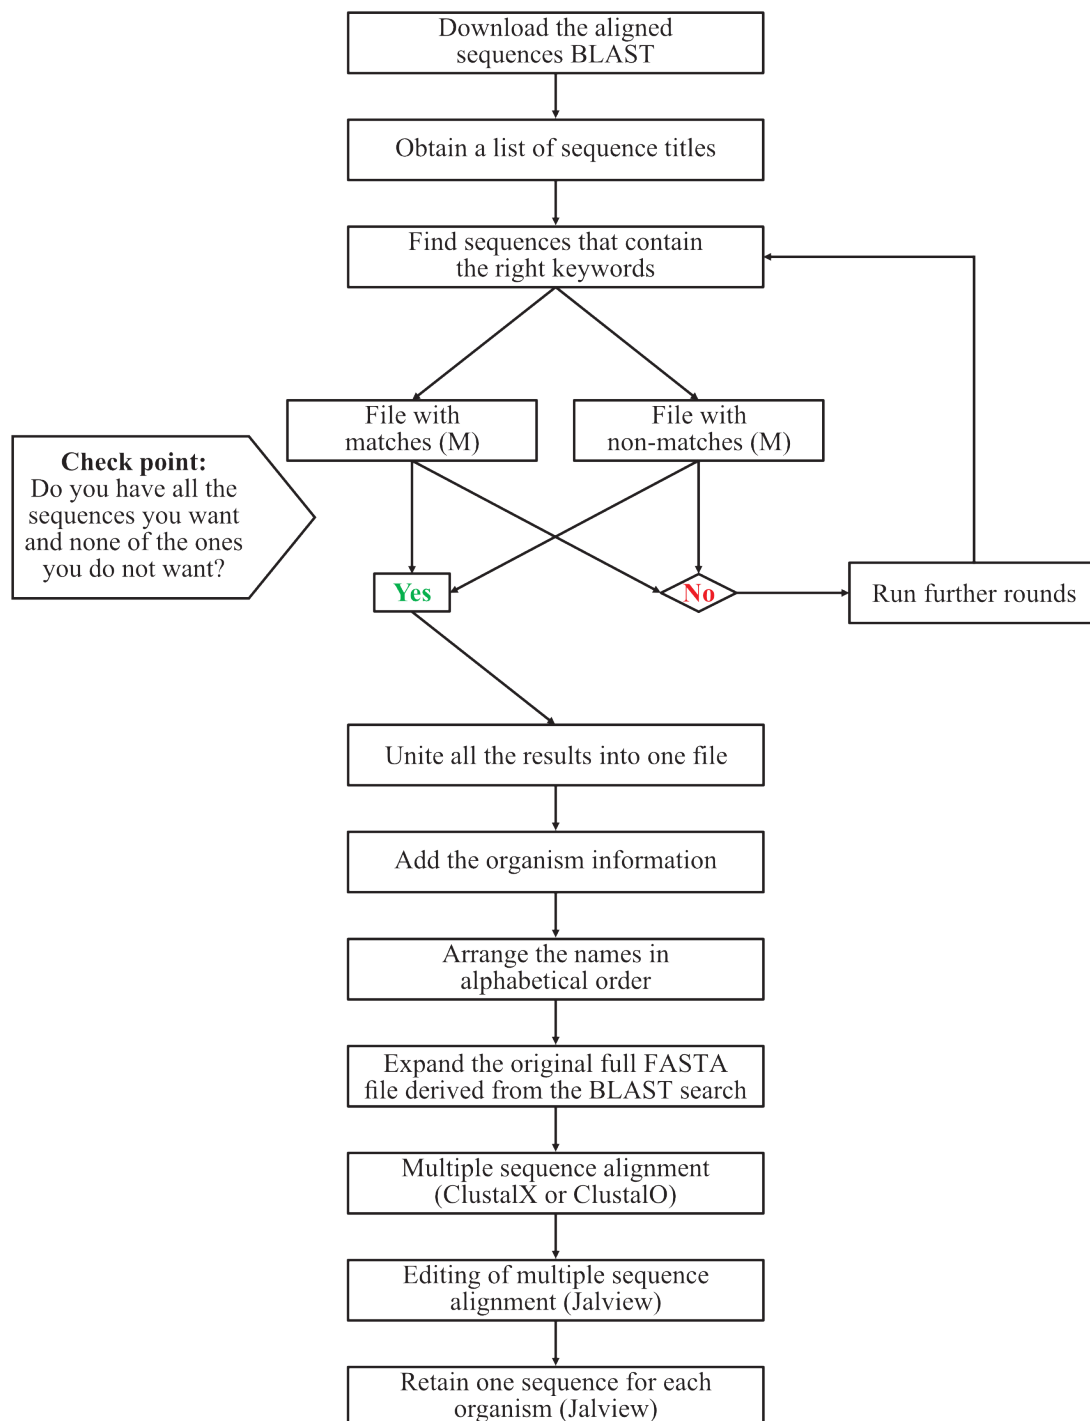 Download the aligned
sequences BLAST
Obtain a list of sequence titles
Find sequences that contain
the right keywords
File with
matches (M)
File with
non-matches (M)
Check point:
Do you have all the
sequences you want
and none of the ones
you do not want?
Yes
No
Run further rounds
Unite all the results into one file
Add the organism information
Arrange the names in
alphabetical order
Expand the original full FASTA
file derived from the BLAST search
Multiple sequence alignment
(ClustalX or ClustalO)
Editing of multiple sequence
alignment (Jalview)
Retain one sequence for each
organism (Jalview)